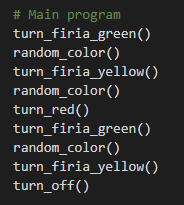 # Main program
turn_firia_green()
random_color()
turn_firia_yellow()
random_color()
turn_red()
turn_firia_green()
random_color()
turn_firia_yellow()
turn_off()